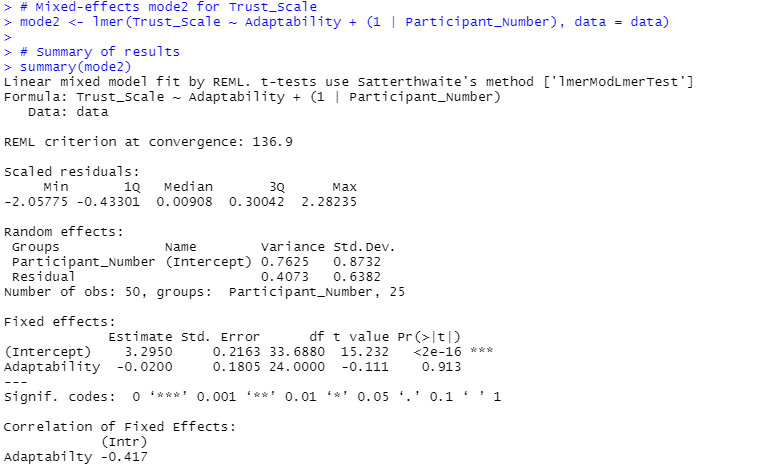 > # Mixed-effects mode2 for Trust_Scale
> mode2 <- lmer(Trust_Scale ~ Adaptability + (1 | Participant_Number), data = data)
>
> # Summary of results
> summary(mode2)
Linear mixed model fit by REML. t-tests use Satterthwaite's method ['lmerModLmerTest']
Formula: Trust_Scale ~ Adaptability + (1 | Participant_Number)
   Data: data

REML criterion at convergence: 136.9

Scaled residuals:
     Min       1Q   Median       3Q      Max
-2.05775 -0.43301  0.00908  0.30042  2.28235

Random effects:
 Groups             Name        Variance Std.Dev.
 Participant_Number (Intercept) 0.7625   0.8732
 Residual                       0.4073   0.6382
Number of obs: 50, groups:  Participant_Number, 25

Fixed effects:
             Estimate Std. Error      df t value Pr(>|t|)
(Intercept)    3.2950     0.2163 33.6880  15.232   <2e-16 ***
Adaptability  -0.0200     0.1805 24.0000  -0.111    0.913
---
Signif. codes:  0 ‘***’ 0.001 ‘**’ 0.01 ‘*’ 0.05 ‘.’ 0.1 ‘ ’ 1

Correlation of Fixed Effects:
            (Intr)
Adaptabilty -0.417